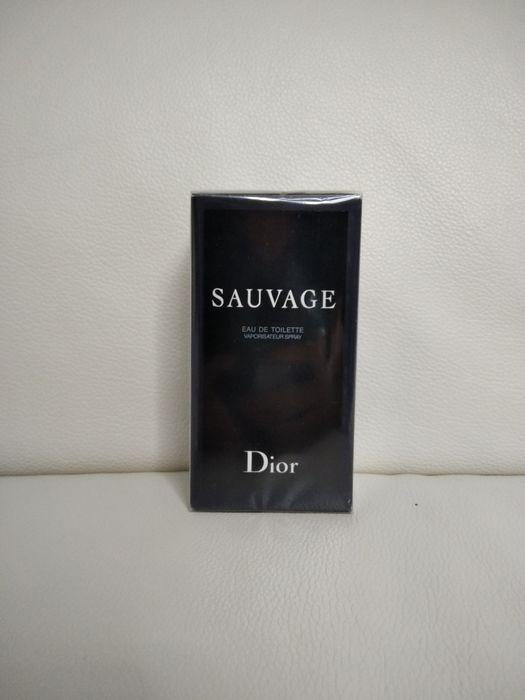 SAUVAGE
EAU DE TOILETTE
VAPORISATEUR SPRAY
Dior